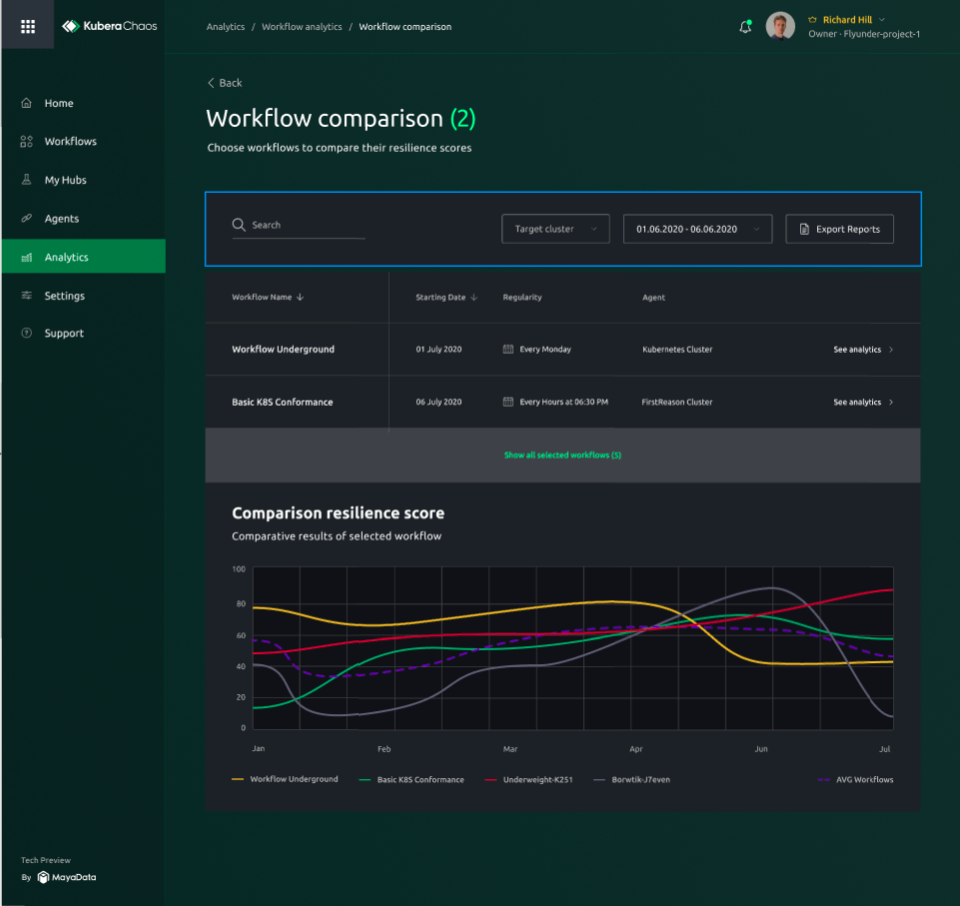 KuberaChaos
Analytics / Workflow analytics / Workflow comparison
Richard Hill
Owner · Flyunder-project-1
Home
Workflows
My Hubs
Agents
Analytics
Settings
Support
Back
Workflow comparison (2)
Choose workflows to compare their resilience scores
Search
Target cluster
01.06.2020 - 06.06.2020
Export Reports
Workflow Name Starting Date Regularity Agent
Workflow Underground 01 July 2020 Every Monday Kubernetes Cluster See analytics
Basic K8S Conformance 06 July 2020 Every Hours at 06:30 PM FirstReason Cluster See analytics
Show all selected workflows (5)
Comparison resilience score
Comparative results of selected workflow
100
80
60
40
20
0
Jan Feb Mar Apr Jun Jul
Workflow Underground Basic K8S Conformance Underweight-K2S1 Borwtik-J7even AVG Workflows
Tech Preview
By MayaData